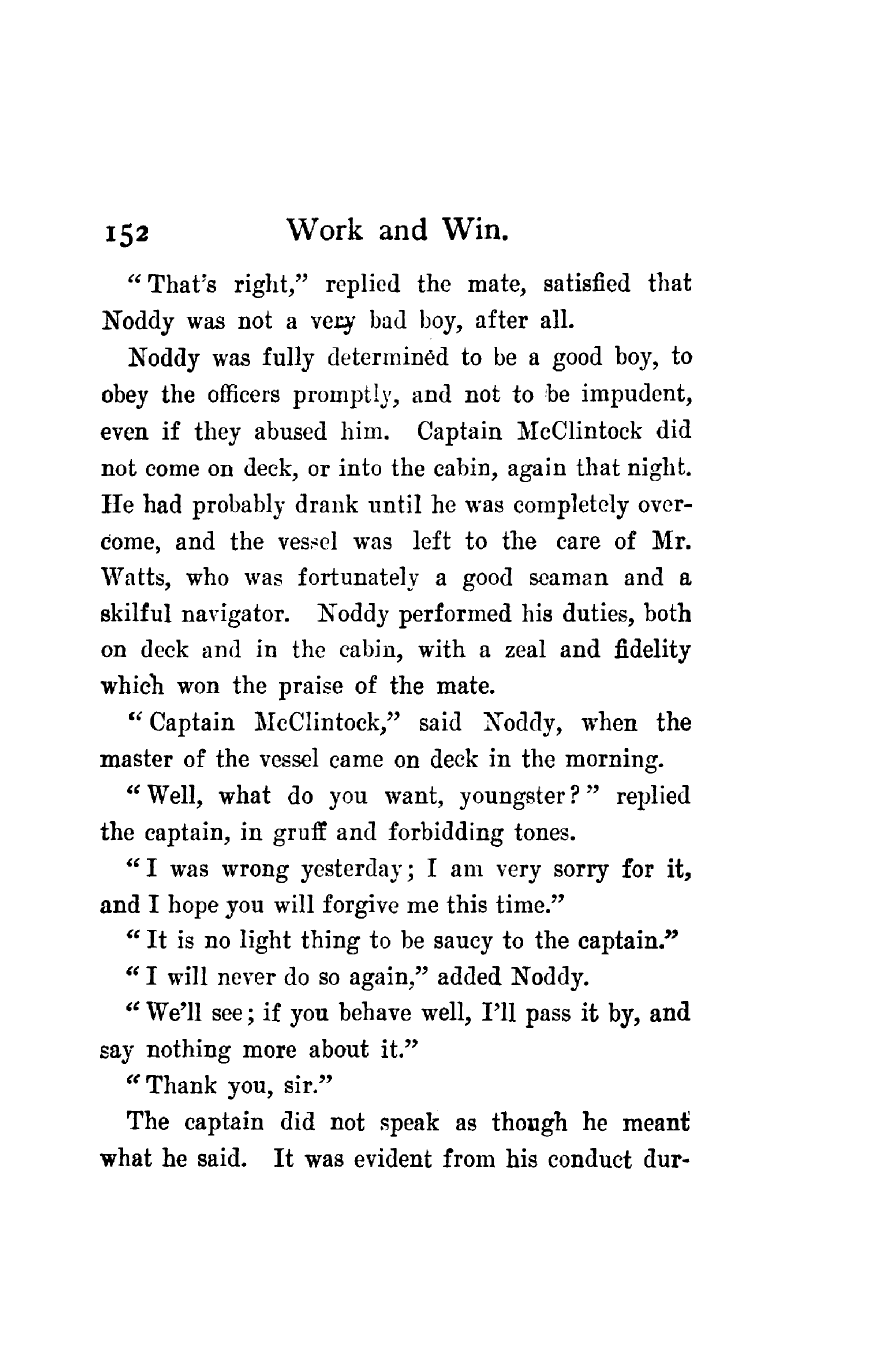 152 Work and Win.
“That’s right,” replied the mate, satisfied that
Noddy was not a very bad boy, after all.
Noddy was fully determined to be a good boy, to
obey the officers promptly, and not to be impudent,
even if they abused him. Captain McClintock did
not come on deck, or into the cabin, again that night.
He had probably drank until he was completely over-
come, and the vessel was left to the care of Mr.
Watts, who was fortunately a good seaman and a
skilful navigator. Noddy performed his duties, both
on deck and in the cabin, with a zeal and fidelity
which won the praise of the mate.
“Captain McClintock,” said Noddy, when the
master of the vessel came on deck in the morning.
“Well, what do you want, youngster?” replied
the captain, in gruff and forbidding tones.
“I was wrong yesterday; I am very sorry for it,
and I hope you will forgive me this time.”
“It is no light thing to be saucy to the captain.”
“I will never do so again,” added Noddy.
“We’ll see; if you behave well, I’ll pass it by, and
say nothing more about it.”
“Thank you, sir.”
The captain did not speak as though he meant
what he said. It was evident from his conduct dur-